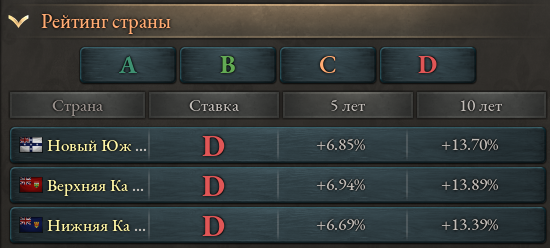 Рейтинг страны
A B C D
Страна Ставка 5 лет 10 лет
Новый Юж ... D +6.85% +13.70%
Верхняя Ка ... D +6.94% +13.89%
Нижняя Ка ... D +6.69% +13.39%